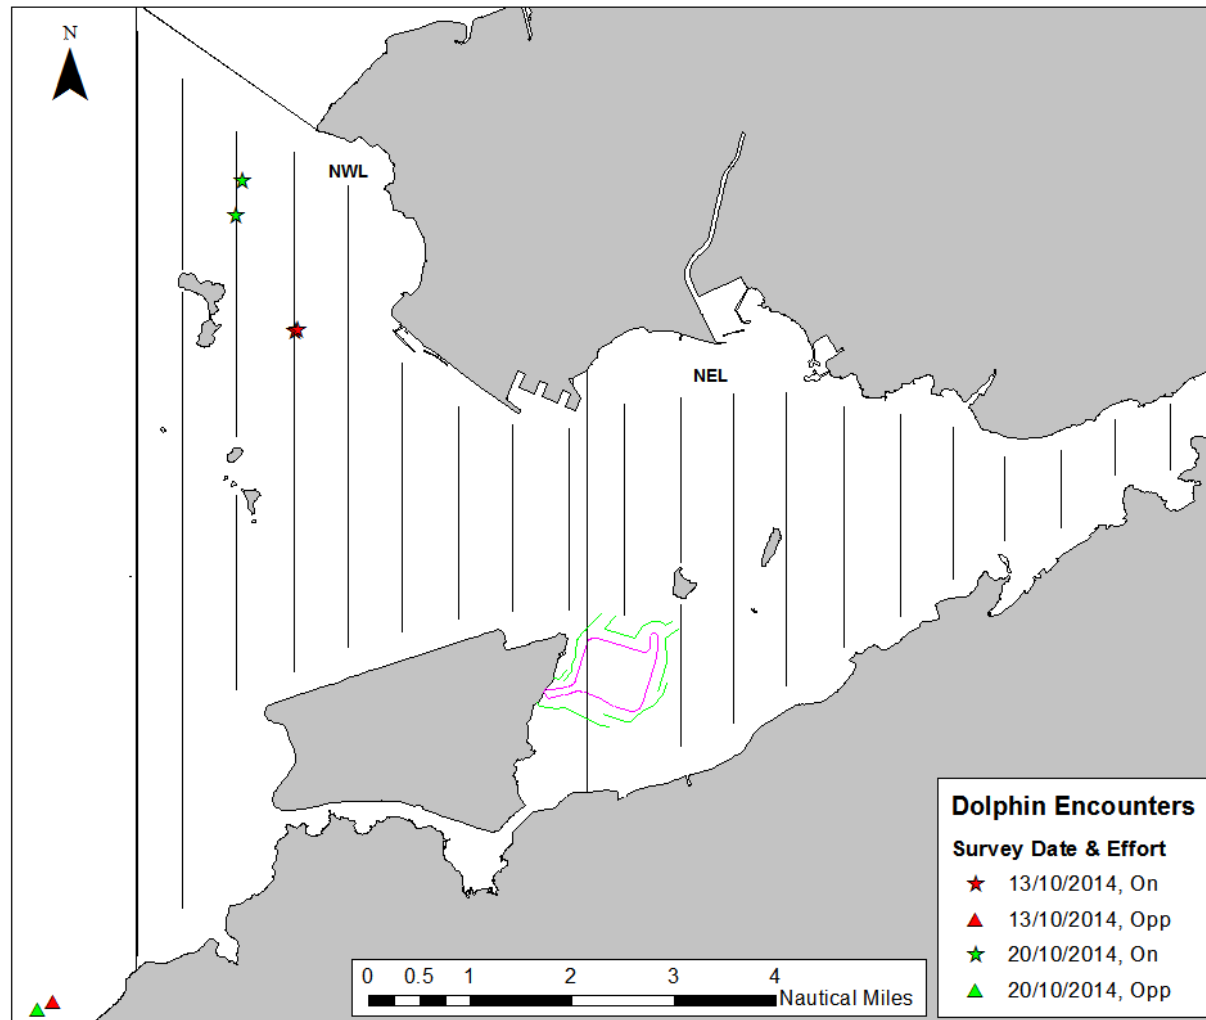 N
NWL
NEL
Dolphin Encounters
Survey Date & Effort
13/10/2014, On
13/10/2014, Opp
20/10/2014, On
20/10/2014, Opp
0 0.5 1 2 3 4
Nautical Miles